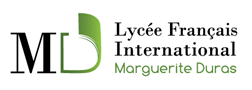 MD
Lycée Français
International
Marguerite Duras